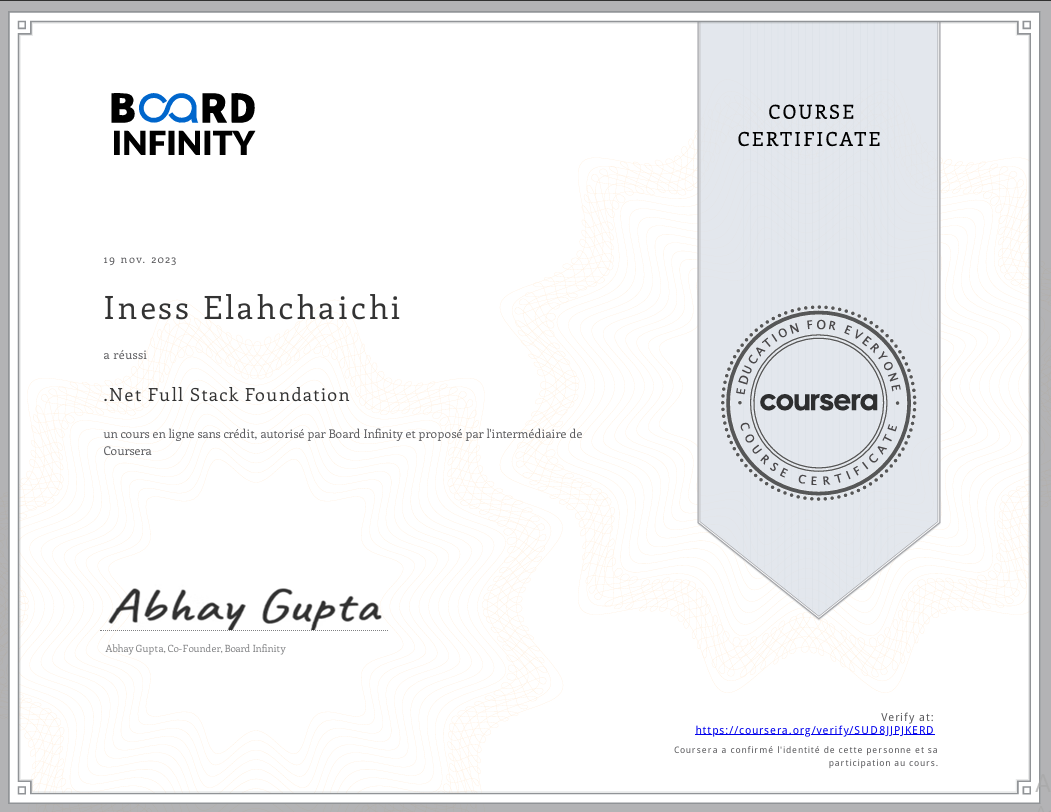 BOARD
INFINITY
COURSE
CERTIFICATE
19 nov. 2023
Iness Elahchaichi
a réussi
.Net Full Stack Foundation
un cours en ligne sans crédit, autorisé par Board Infinity et proposé par l'intermédiaire de
Coursera
EDUCATION FOR EVERYONE
coursera
COURSE CERTIFICATE
Abhay Gupta
Abhay Gupta, Co-Founder, Board Infinity
Verify at:
https://coursera.org/verify/SUD8JJPJKERD
Coursera a confirmé l'identité de cette personne et sa
participation au cours.